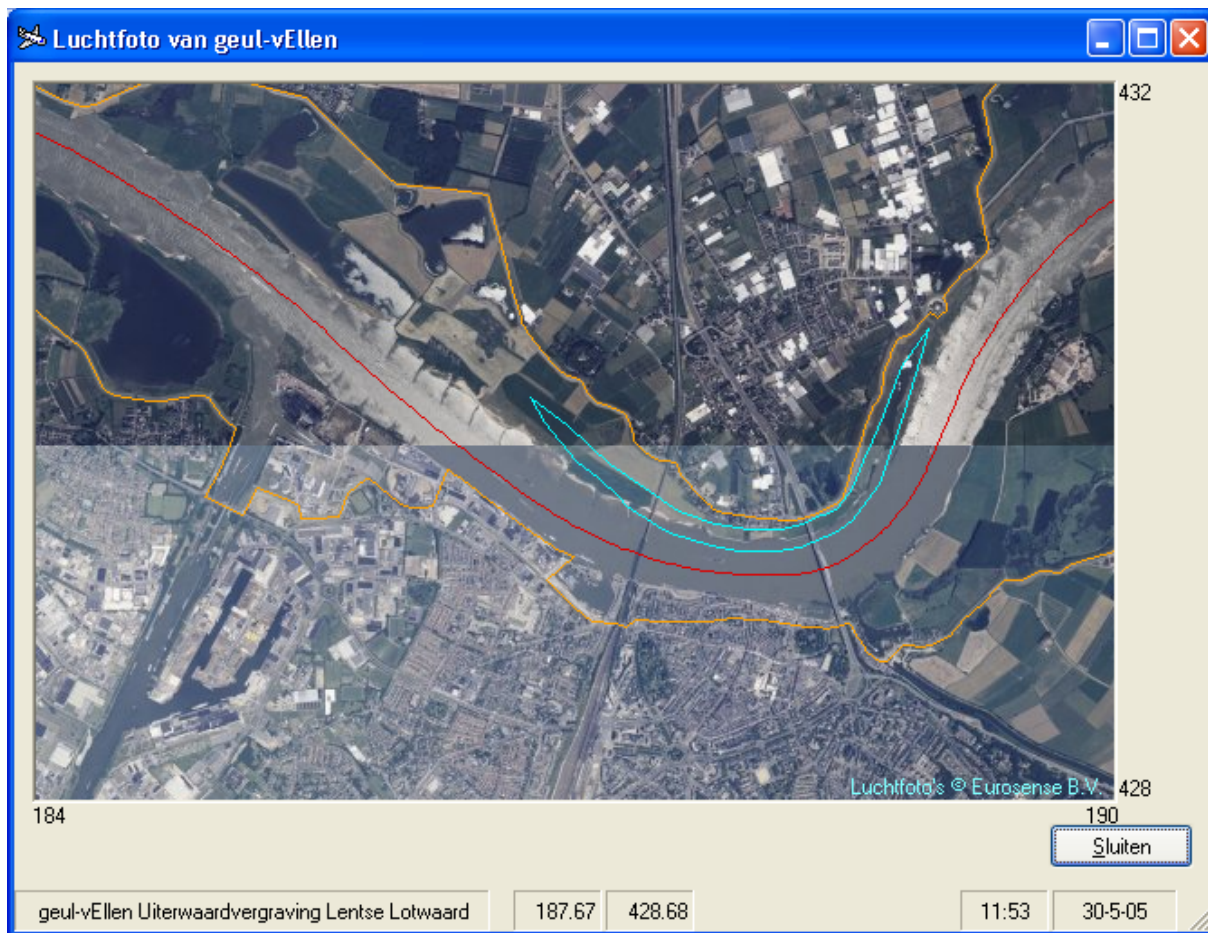 Luchtfoto van geul-vEllen
432
Luchtfoto's © Eurosense B.V.
428
184
190
Sluiten
geul-vEllen Uiterwaardvergraving Lentse Lotwaard
187.67
428.68
11:53
30-5-05